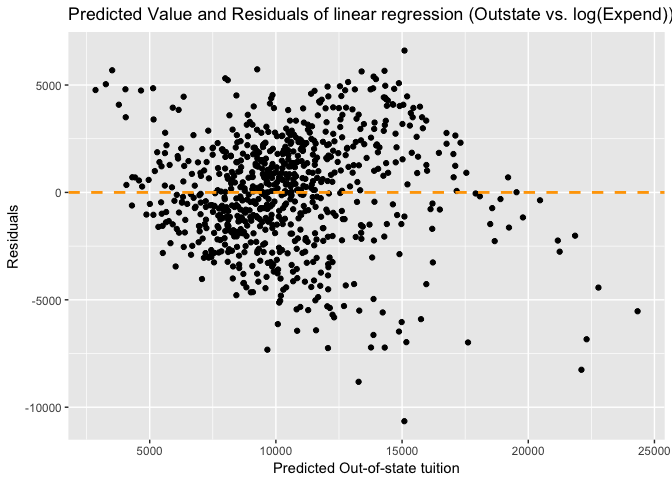 Predicted Value and Residuals of linear regression (Outstate vs. log(Expend))
5000
0
-5000
-10000
Residuals
5000 10000 15000 20000 25000
Predicted Out-of-state tuition